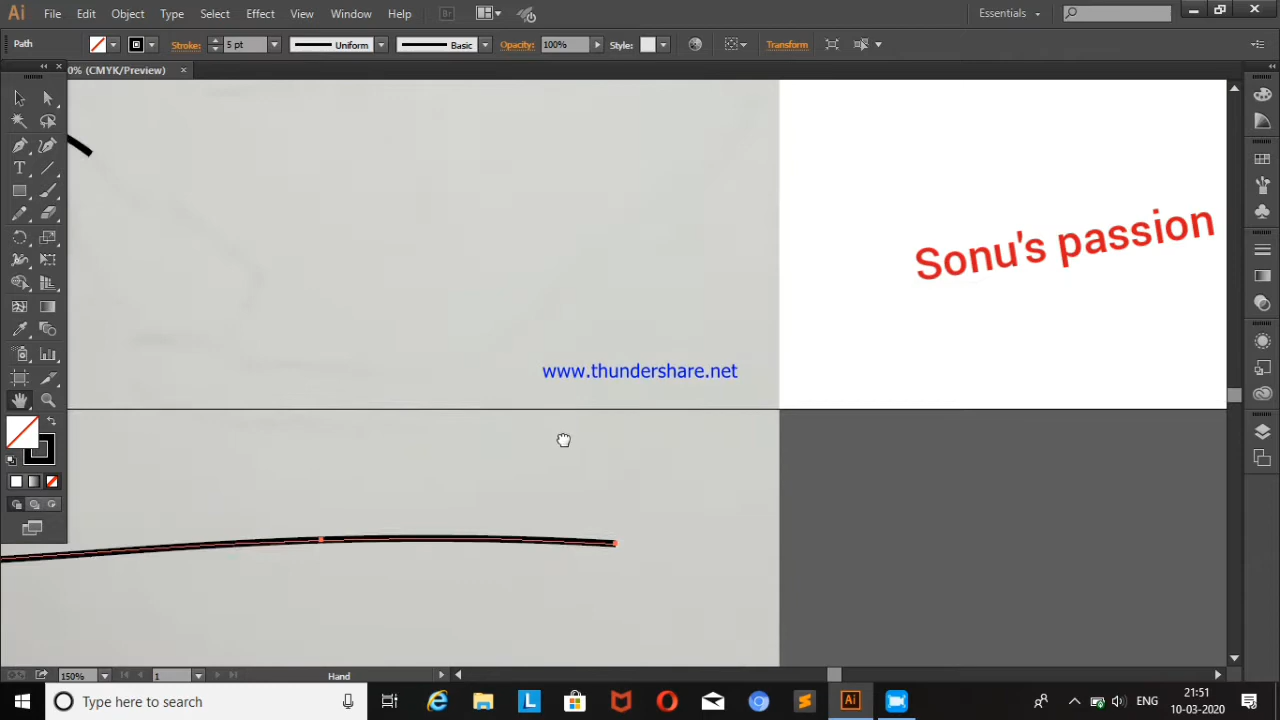 Ai File Edit Object Type Select Effect View Window Help Br Essentials
Path Stroke: 5 pt Uniform Basic Opacity: 100% Style: Transform
0% (CMYK/Preview)
Sonu's passion
www.thundershare.net
150% 1 Hand
Type here to search L Ai ENG 21:51
10-03-2020